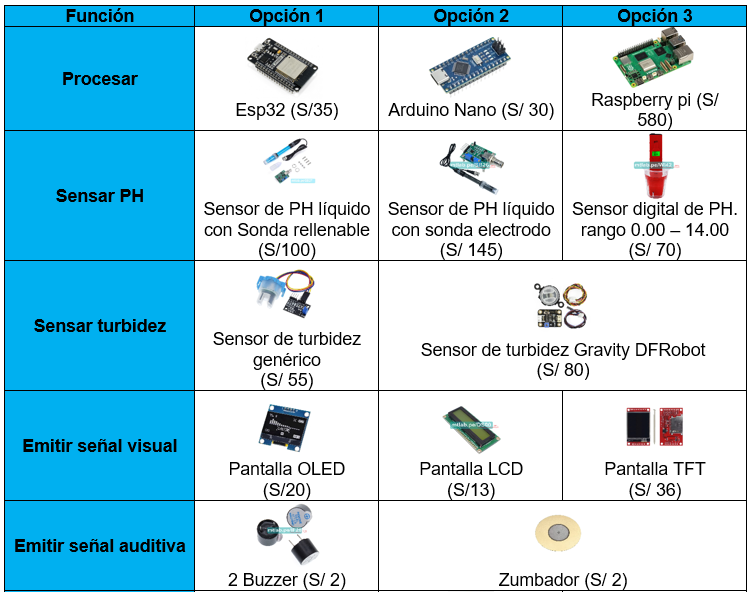 Función Opción 1 Opción 2 Opción 3
Procesar
Esp32 (S/35)
Arduino Nano (S/ 30)
Raspberry pi (S/
580)
Sensar PH
Sensor de PH líquido
con Sonda rellenable
(S/100)
Sensor de PH líquido
con sonda electrodo
(S/ 145)
Sensor digital de PH.
rango 0.00 – 14.00
(S/ 70)
Sensar turbidez
Sensor de turbidez
genérico
(S/ 55)
Sensor de turbidez Gravity DFRobot
(S/ 80)
Emitir señal visual
Pantalla OLED
(S/20)
Pantalla LCD
(S/13)
Pantalla TFT
(S/ 36)
Emitir señal auditiva
2 Buzzer (S/ 2)
Zumbador (S/ 2)